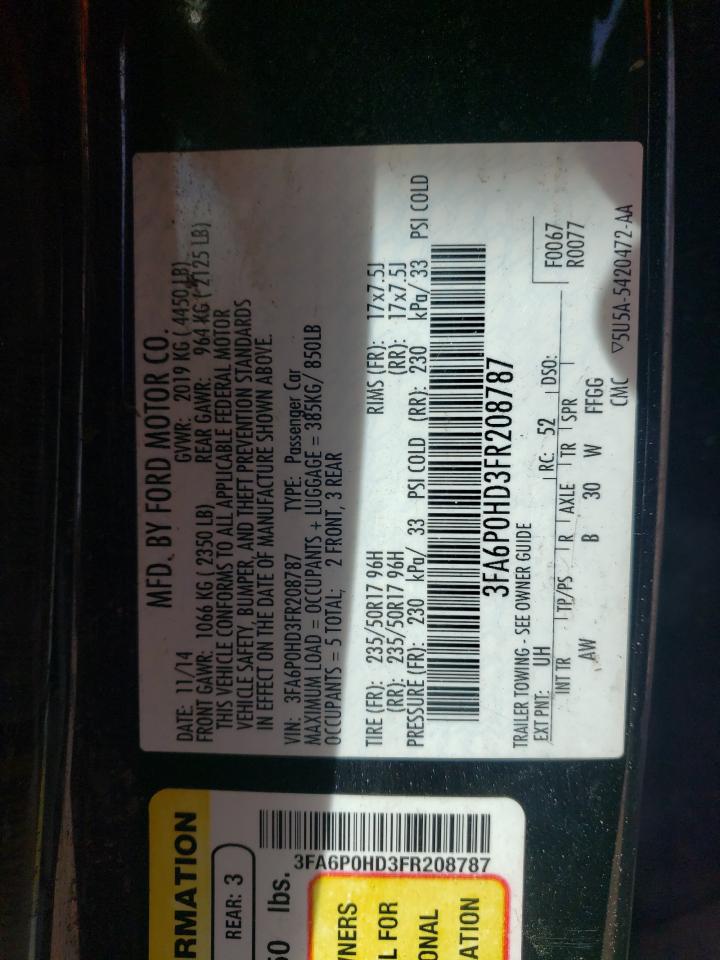 MFD. BY FORD MOTOR CO.
DATE: 11/14 GVWR: 2019 KG ( 4450 LB)
FRONT GAWR: 1066 KG ( 2350 LB) REAR GAWR: 964 KG ( 2125 LB)
THIS VEHICLE CONFORMS TO ALL APPLICABLE FEDERAL MOTOR
VEHICLE SAFETY, BUMPER, AND THEFT PREVENTION STANDARDS
IN EFFECT ON THE DATE OF MANUFACTURE SHOWN ABOVE.
VIN: 3FA6P0HD3FR208787 TYPE: Passenger Car
MAXIMUM LOAD = OCCUPANTS + LUGGAGE = 385KG/ 850LB
OCCUPANTS = 5 TOTAL; 2 FRONT, 3 REAR
TIRE (FR): 235/50R17 96H RIMS (FR): 17x7.5J
(RR): 235/50R17 96H (RR): 17x7.5J
PRESSURE (FR): 230 kPa/ 33 PSI COLD (RR): 230 kPa/ 33 PSI COLD
3FA6P0HD3FR208787
TRAILER TOWING - SEE OWNER GUIDE
EXT PNT: UH RC: 52 DSO: F0067
R0077
INT TR TP/PS R AXLE TR SPR
AW B 30 W FFGG
CMC ▽5U5A-5420472-AA
RMATION
REAR: 3
50 lbs.
3FA6P0HD3FR208787
WNERS
L FOR
ONAL
ATION